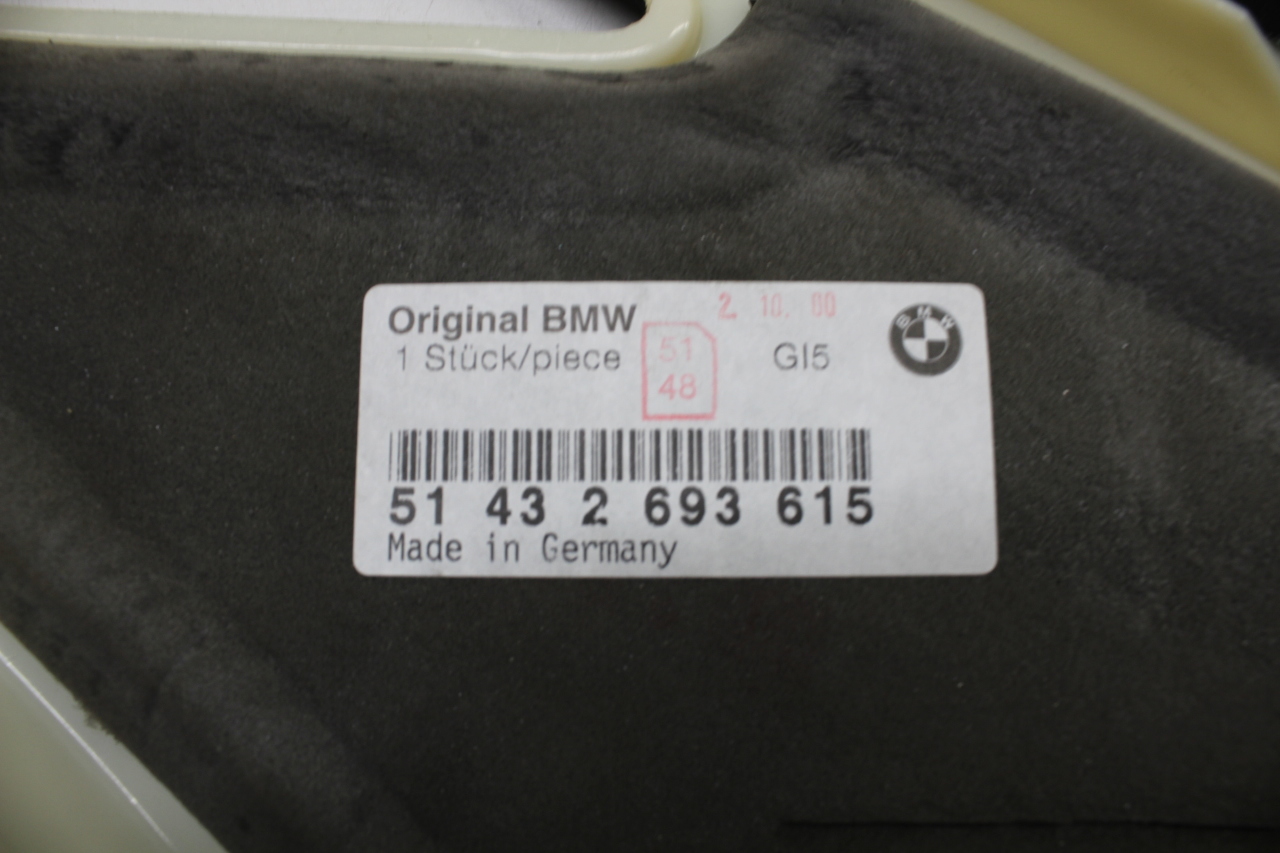 Original BMW
2. 10. 00
1 Stück/piece
51
48
GI5
BMW
51 43 2 693 615
Made in Germany